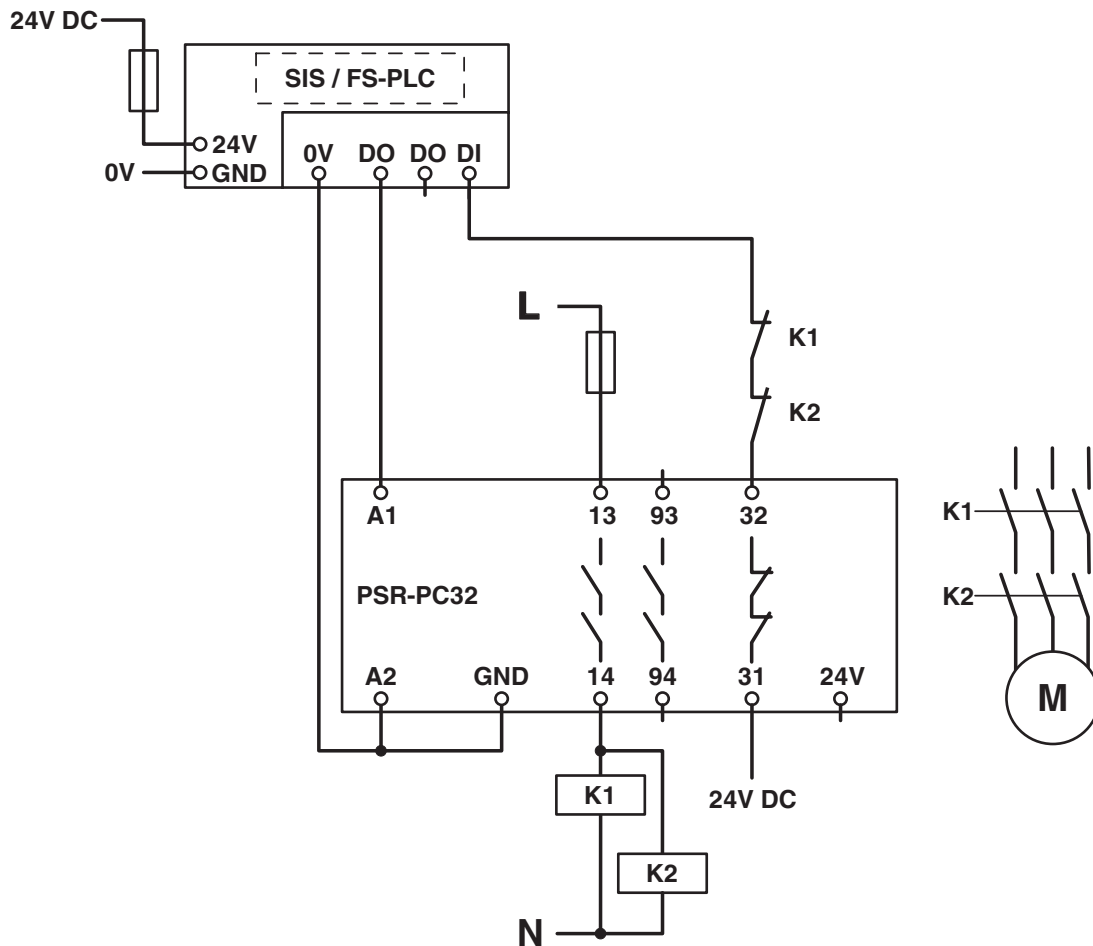 24V DC
SIS / FS-PLC
24V
0V DO DO DI
0V GND
L
K1
K2
A1 13 93 32
K1
PSR-PC32
K2
A2 GND 14 94 31 24V
M
K1 24V DC
K2
N